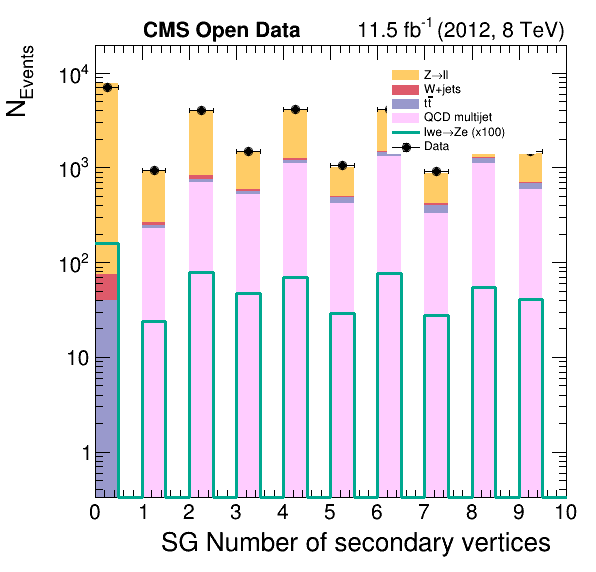 CMS Open Data
11.5 fb⁻¹ (2012, 8 TeV)
N_Events
10⁴
10³
10²
10
1
Z→ll
W+jets
tt̄
QCD multijet
lwe→Ze (x100)
Data
0 1 2 3 4 5 6 7 8 9 10
SG Number of secondary vertices